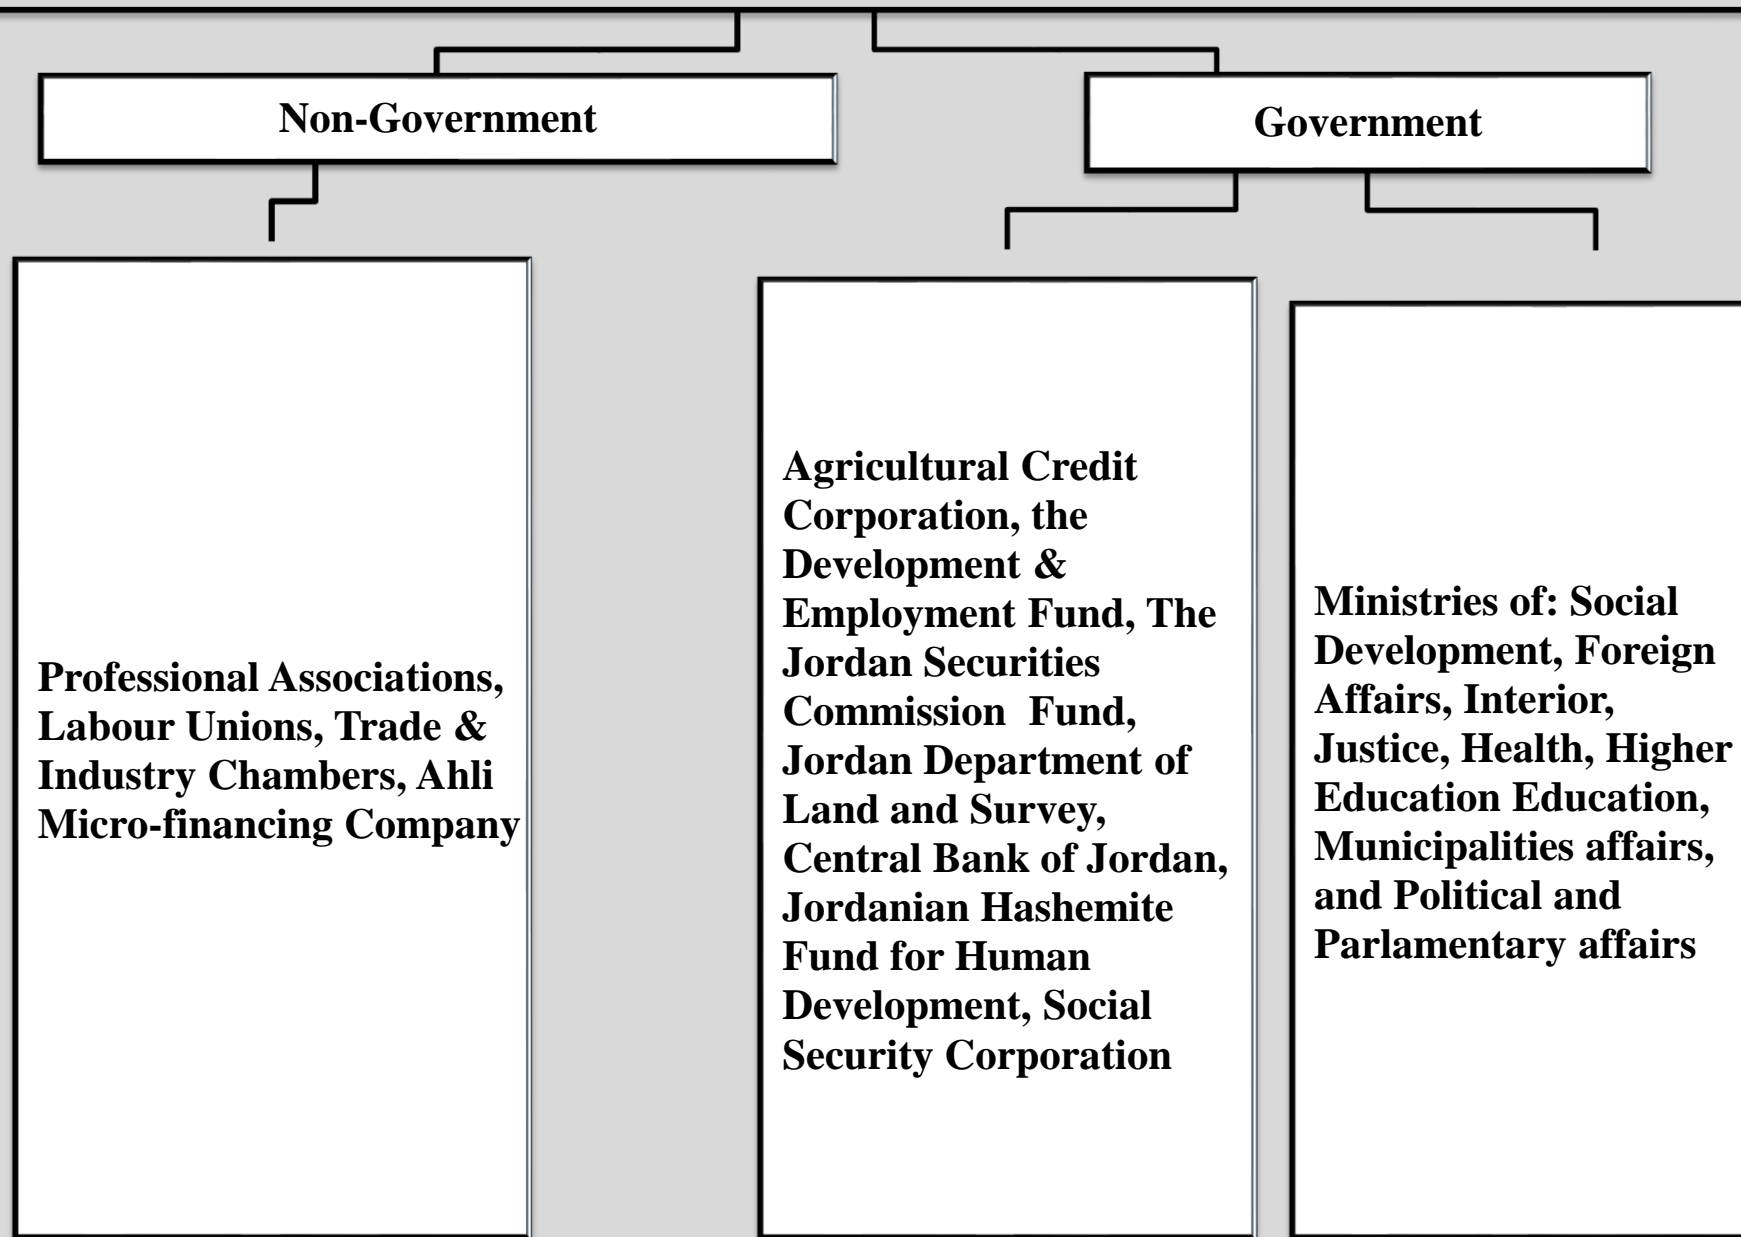 Non-Government
Government
Professional Associations,
Labour Unions, Trade &
Industry Chambers, Ahli
Micro-financing Company
Agricultural Credit
Corporation, the
Development &
Employment Fund, The
Jordan Securities
Commission  Fund,
Jordan Department of
Land and Survey,
Central Bank of Jordan,
Jordanian Hashemite
Fund for Human
Development, Social
Security Corporation
Ministries of: Social
Development, Foreign
Affairs, Interior,
Justice, Health, Higher
Education Education,
Municipalities affairs,
and Political and
Parlamentary affairs